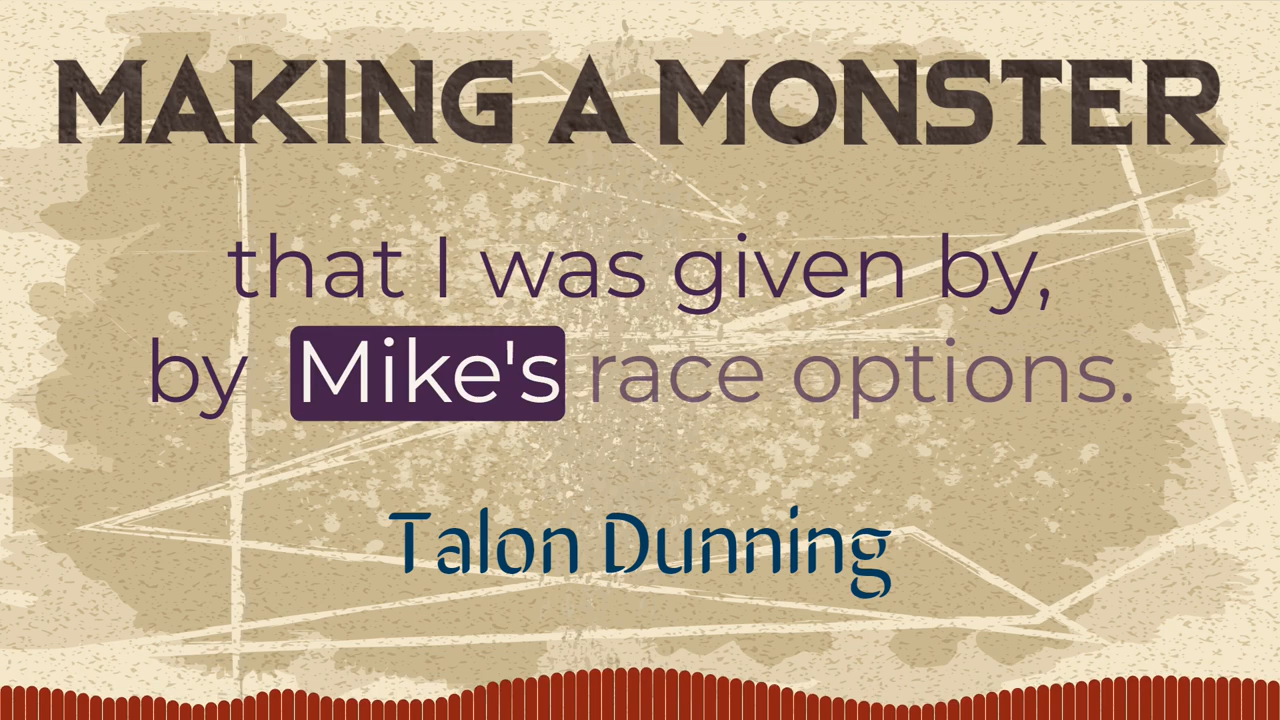 MAKING A MONSTER
that I was given by,
by Mike's race options.
Talon Dunning